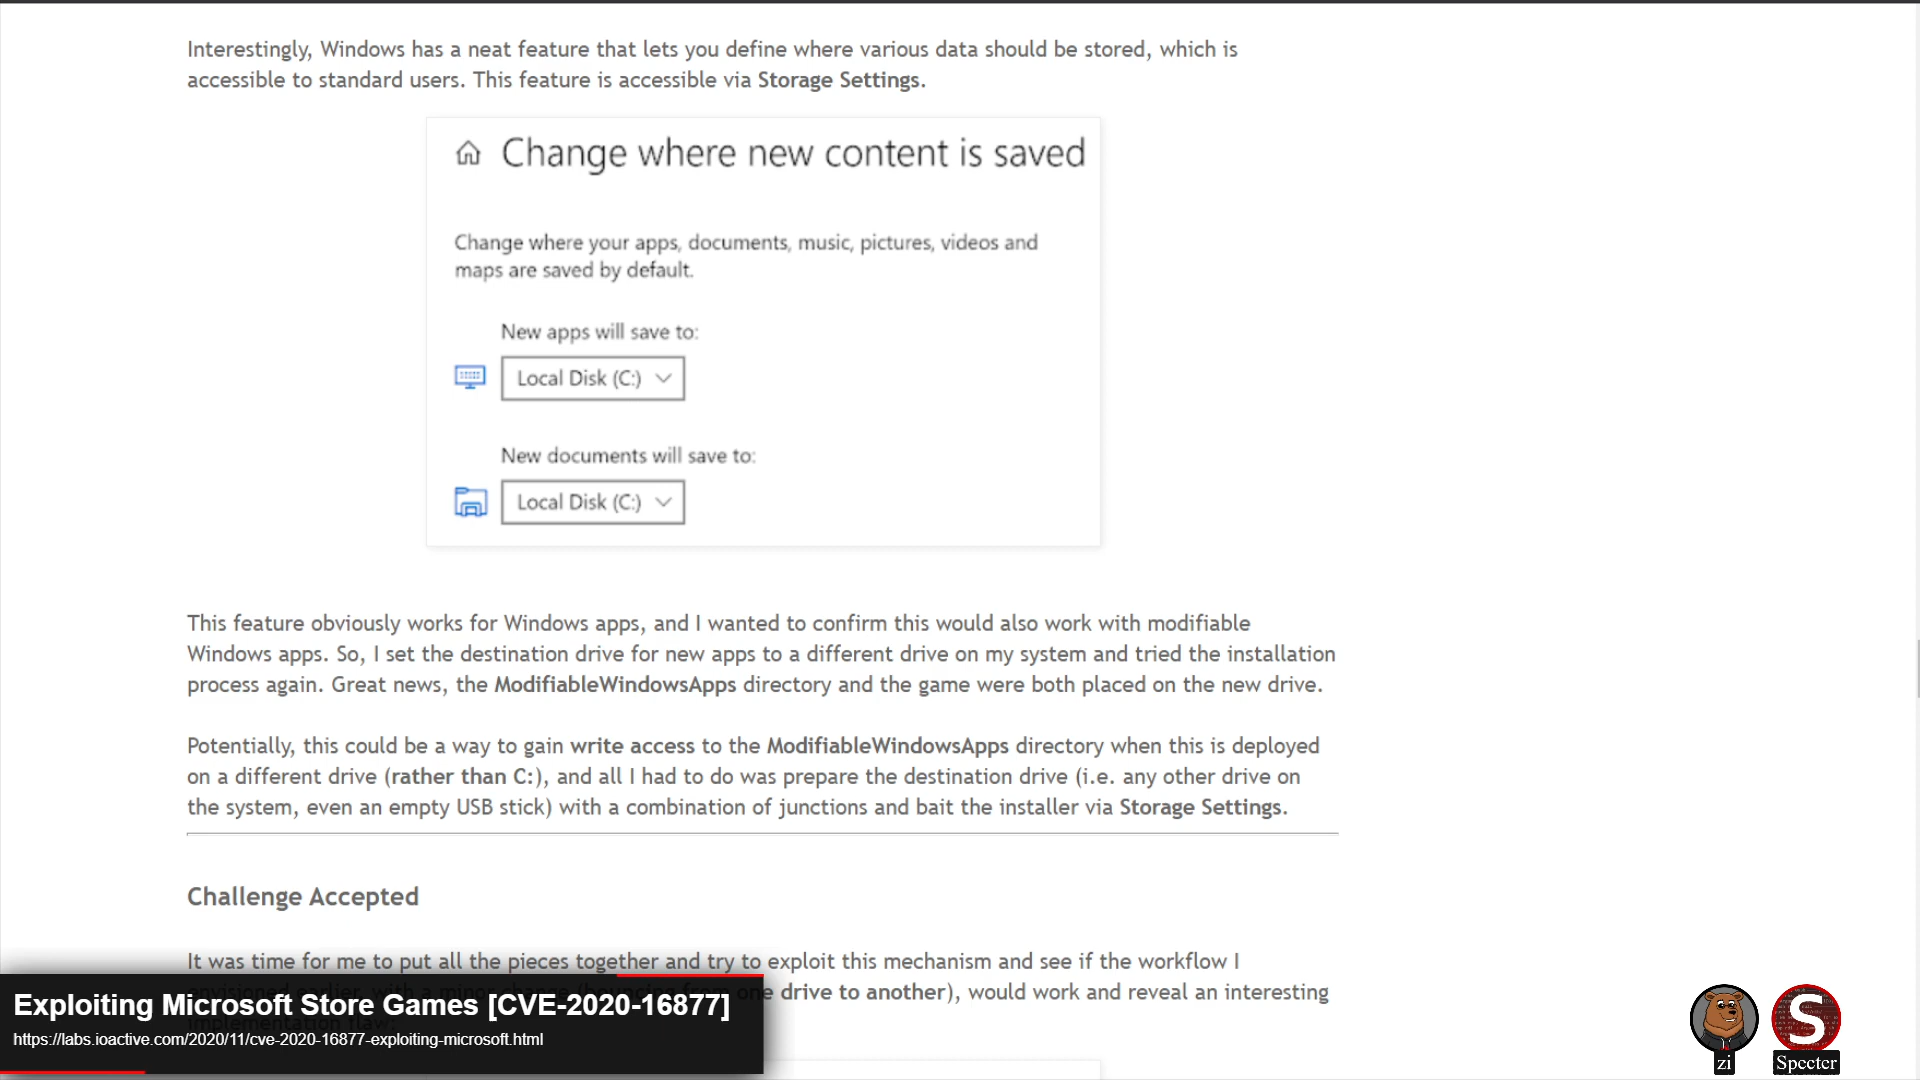 Interestingly, Windows has a neat feature that lets you define where various data should be stored, which is
accessible to standard users. This feature is accessible via Storage Settings.
Change where new content is saved
Change where your apps, documents, music, pictures, videos and
maps are saved by default.
New apps will save to:
Local Disk (C:)
New documents will save to:
Local Disk (C:)
This feature obviously works for Windows apps, and I wanted to confirm this would also work with modifiable
Windows apps. So, I set the destination drive for new apps to a different drive on my system and tried the installation
process again. Great news, the ModifiableWindowsApps directory and the game were both placed on the new drive.
Potentially, this could be a way to gain write access to the ModifiableWindowsApps directory when this is deployed
on a different drive (rather than C:), and all I had to do was prepare the destination drive (i.e. any other drive on
the system, even an empty USB stick) with a combination of junctions and bait the installer via Storage Settings.
Challenge Accepted
It was time for me to put all the pieces together and try to exploit this mechanism and see if the workflow I
envisioned earlier, with a minor change (bouncing from one drive to another), would work and reveal an interesting
implementation flaw.
Exploiting Microsoft Store Games [CVE-2020-16877]
https://labs.ioactive.com/2020/11/cve-2020-16877-exploiting-microsoft.html
zi
S
Specter